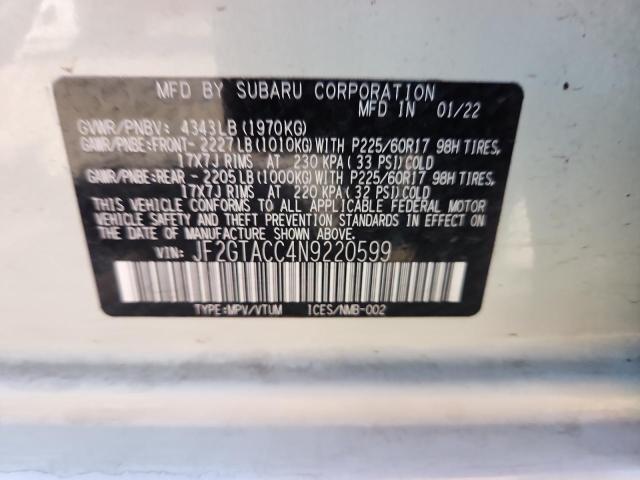 MFD BY SUBARU CORPORATION
MFD IN 01/22
GVWR/PNBV: 4343LB(1970KG)
GAWR/PNBE:FRONT- 2227LB(1010KG)WITH P225/60R17 98H TIRES,
17X7J RIMS AT 230 KPA( 33 PSI)COLD
GAWR/PNBE:REAR - 2205LB(1000KG)WITH P225/60R17 98H TIRES,
17X7J RIMS AT 220 KPA( 32 PSI)COLD
THIS VEHICLE CONFORMS TO ALL APPLICABLE FEDERAL MOTOR
VEHICLE SAFETY AND THEFT PREVENTION STANDARDS IN EFFECT
ON THE DATE OF MANUFACTURE SHOWN ABOVE.
VIN: JF2GTACC4N9220599
TYPE:MPV/VTUM ICES/NMB-002